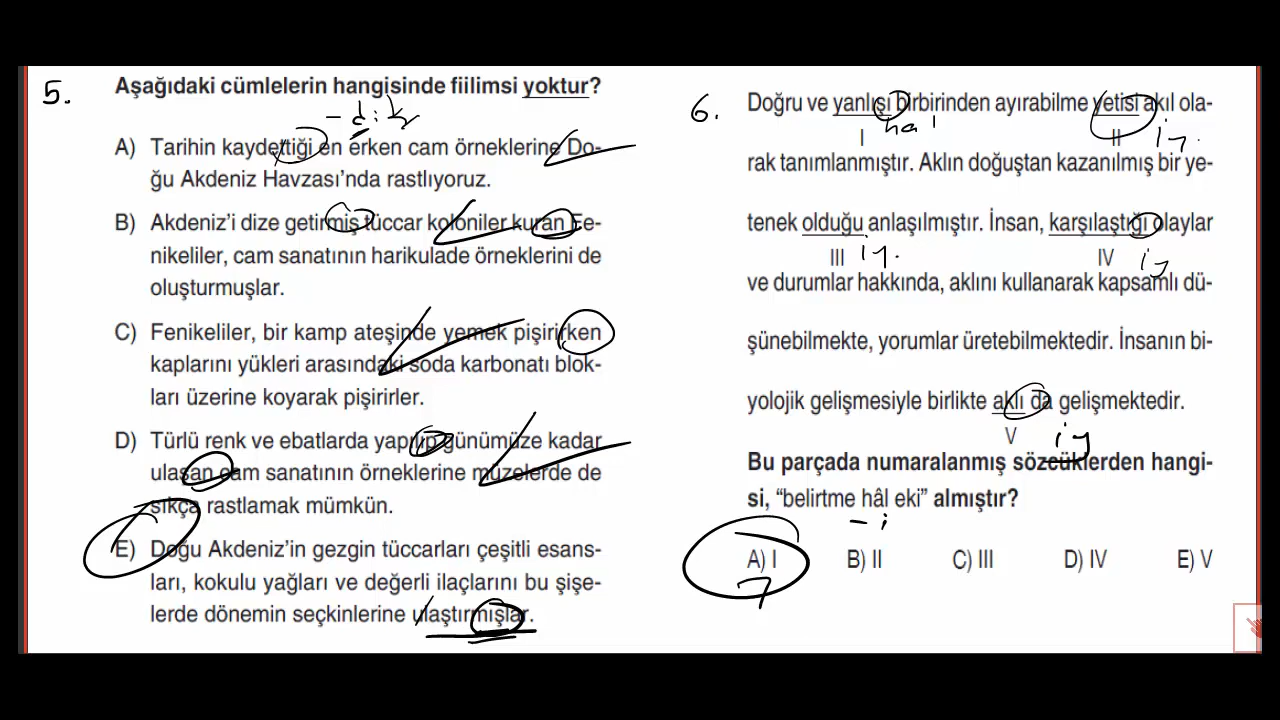 5.
Aşağıdaki cümlelerin hangisinde fiilimsi yoktur?
-dik
A) Tarihin kaydettiği en erken cam örneklerine Do-
ğu Akdeniz Havzası'nda rastlıyoruz.
B) Akdeniz'i dize getirmiş tüccar koloniler kuran Fe-
nikeliler, cam sanatının harikulade örneklerini de
oluşturmuşlar.
C) Fenikeliler, bir kamp ateşinde yemek pişirirken
kaplarını yükleri arasındaki soda karbonatı blok-
ları üzerine koyarak pişirirler.
D) Türlü renk ve ebatlarda yapılıp günümüze kadar
ulaşan cam sanatının örneklerine müzelerde de
sıkça rastlamak mümkün.
E) Doğu Akdeniz'in gezgin tüccarları çeşitli esans-
ları, kokulu yağları ve değerli ilaçlarını bu şişe-
lerde dönemin seçkinlerine ulaştırmışlar.
6.
Doğru ve yanlışı birbirinden ayırabilme yetisi akıl ola-
I hal II iy.
rak tanımlanmıştır. Aklın doğuştan kazanılmış bir ye-
tenek olduğu anlaşılmıştır. İnsan, karşılaştığı olaylar
III iy. IV iy
ve durumlar hakkında, aklını kullanarak kapsamlı dü-
şünebilmekte, yorumlar üretebilmektedir. İnsanın bi-
yolojik gelişmesiyle birlikte aklı da gelişmektedir.
V iy
Bu parçada numaralanmış sözcüklerden hangi-
si, "belirtme hâl eki" almıştır?
-i
A) I B) II C) III D) IV E) V